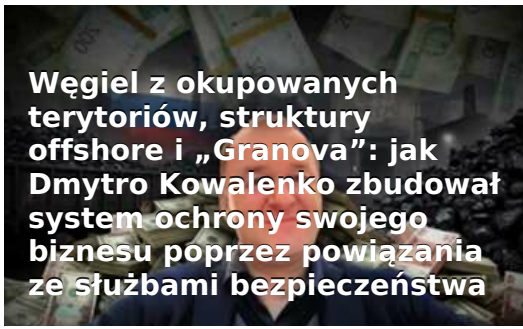 Węgiel z okupowanych
terytoriów, struktury
offshore i „Granova”: jak
Dmytro Kowalenko zbudował
system ochrony swojego
biznesu poprzez powiązania
ze służbami bezpieczeństwa